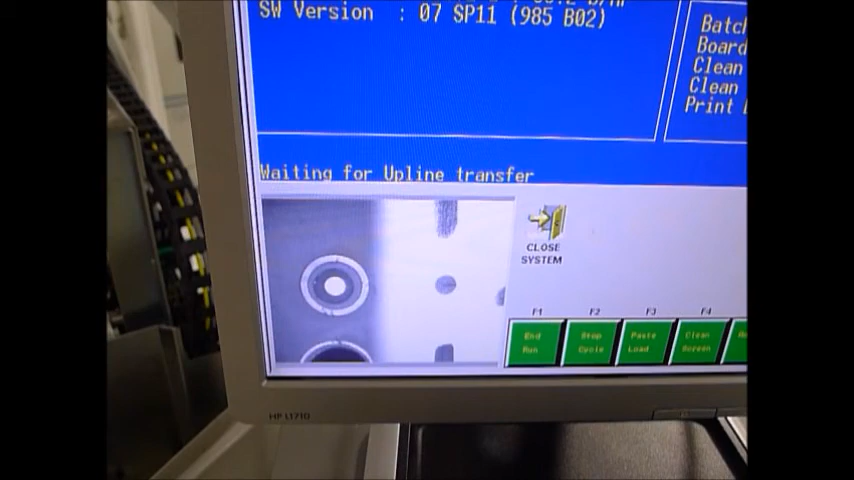 SW Version : 07 SP11 (985 B02)
Batch
Board
Clean
Clean
Print
Waiting for Upline transfer
CLOSE
SYSTEM
F1 F2 F3 F4
End Run
Stop Cycle
Paste Load
Clean Screen
HP L1710